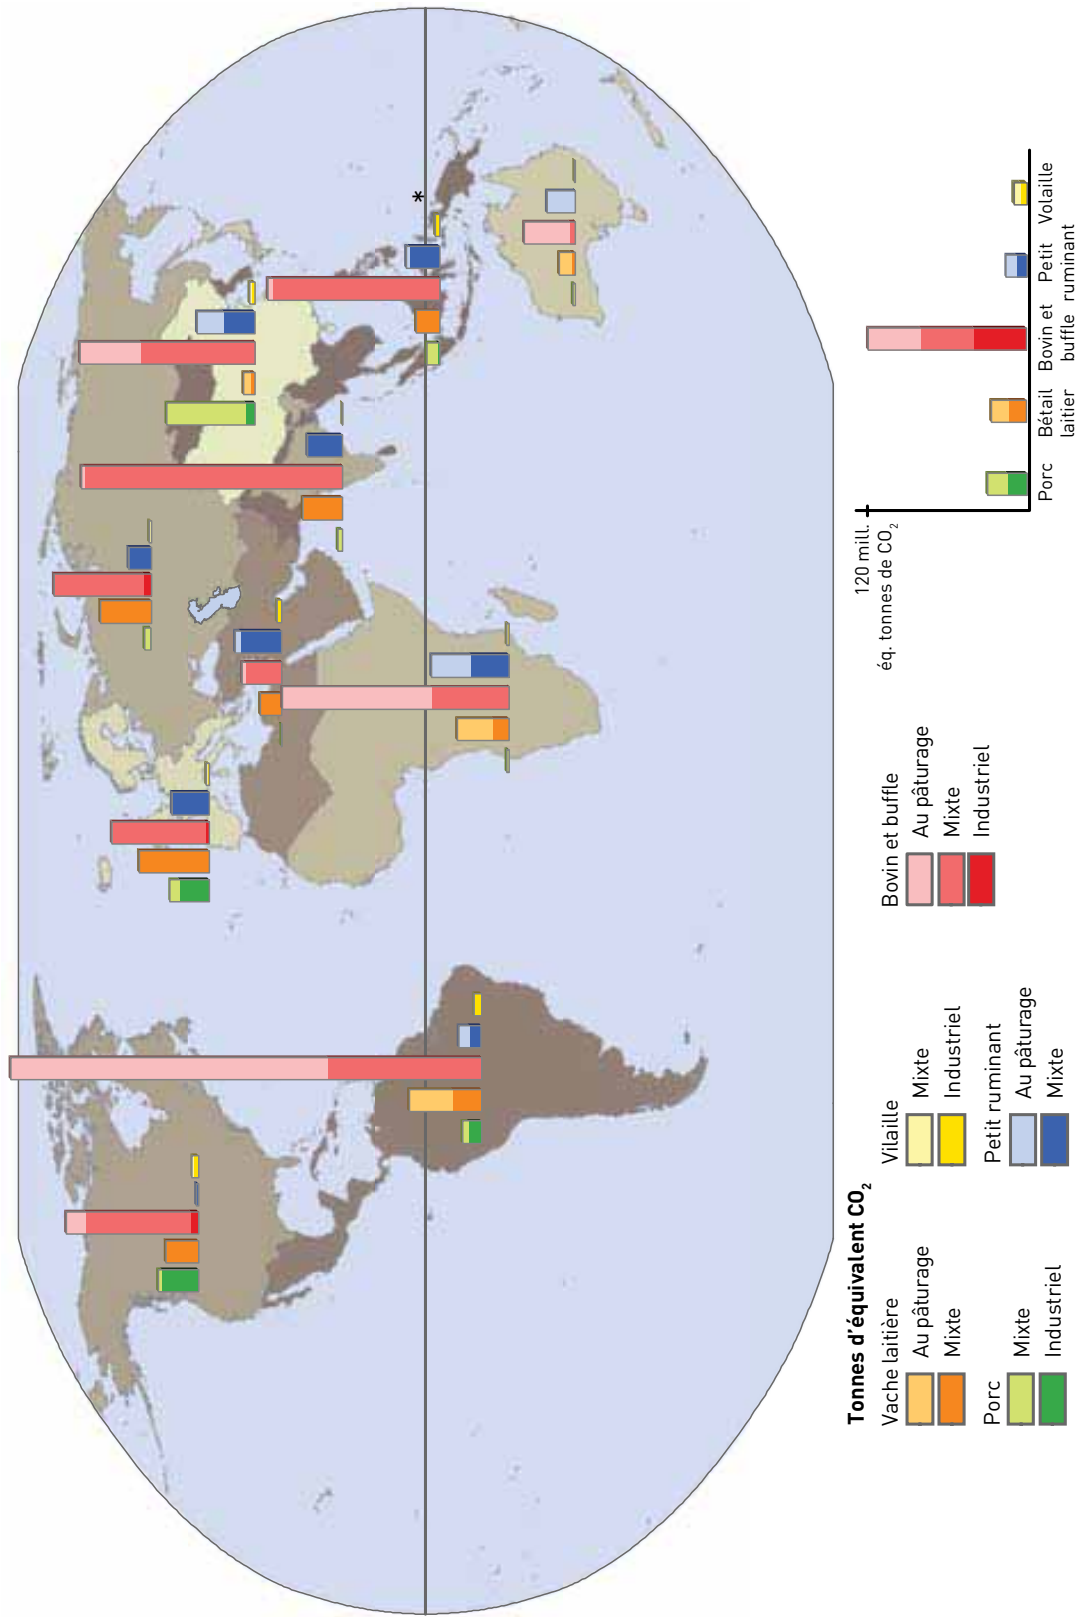 *
Tonnes d'équivalent CO2
Vache laitière
Au pâturage
Mixte
Porc
Mixte
Industriel
Vilaille
Mixte
Industriel
Petit ruminant
Au pâturage
Mixte
Bovin et buffle
Au pâturage
Mixte
Industriel
120 mill.
éq. tonnes de CO2
Porc
Bétail
laitier
Bovin et
buffle
Petit
ruminant
Volaille